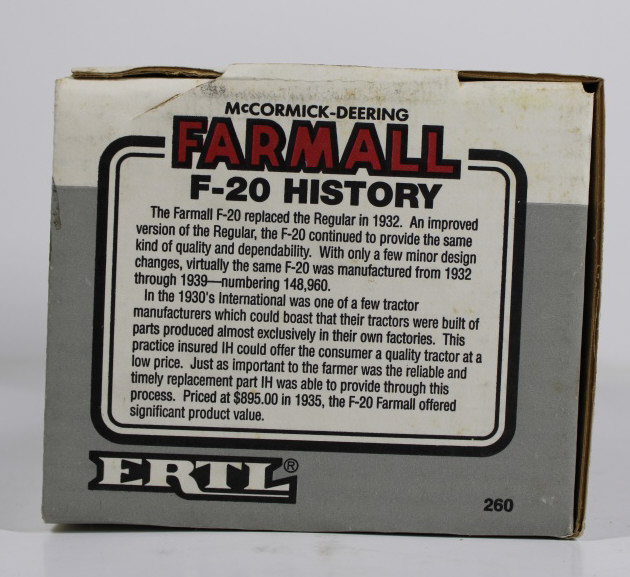 McCORMICK-DEERING
FARMALL
F-20 HISTORY
The Farmall F-20 replaced the Regular in 1932. An improved
version of the Regular, the F-20 continued to provide the same
kind of quality and dependability. With only a few minor design
changes, virtually the same F-20 was manufactured from 1932
through 1939—numbering 148,960.
In the 1930's International was one of a few tractor
manufacturers which could boast that their tractors were built of
parts produced almost exclusively in their own factories. This
practice insured IH could offer the consumer a quality tractor at a
low price. Just as important to the farmer was the reliable and
timely replacement part IH was able to provide through this
process. Priced at $895.00 in 1935, the F-20 Farmall offered
significant product value.
ERTL®
260